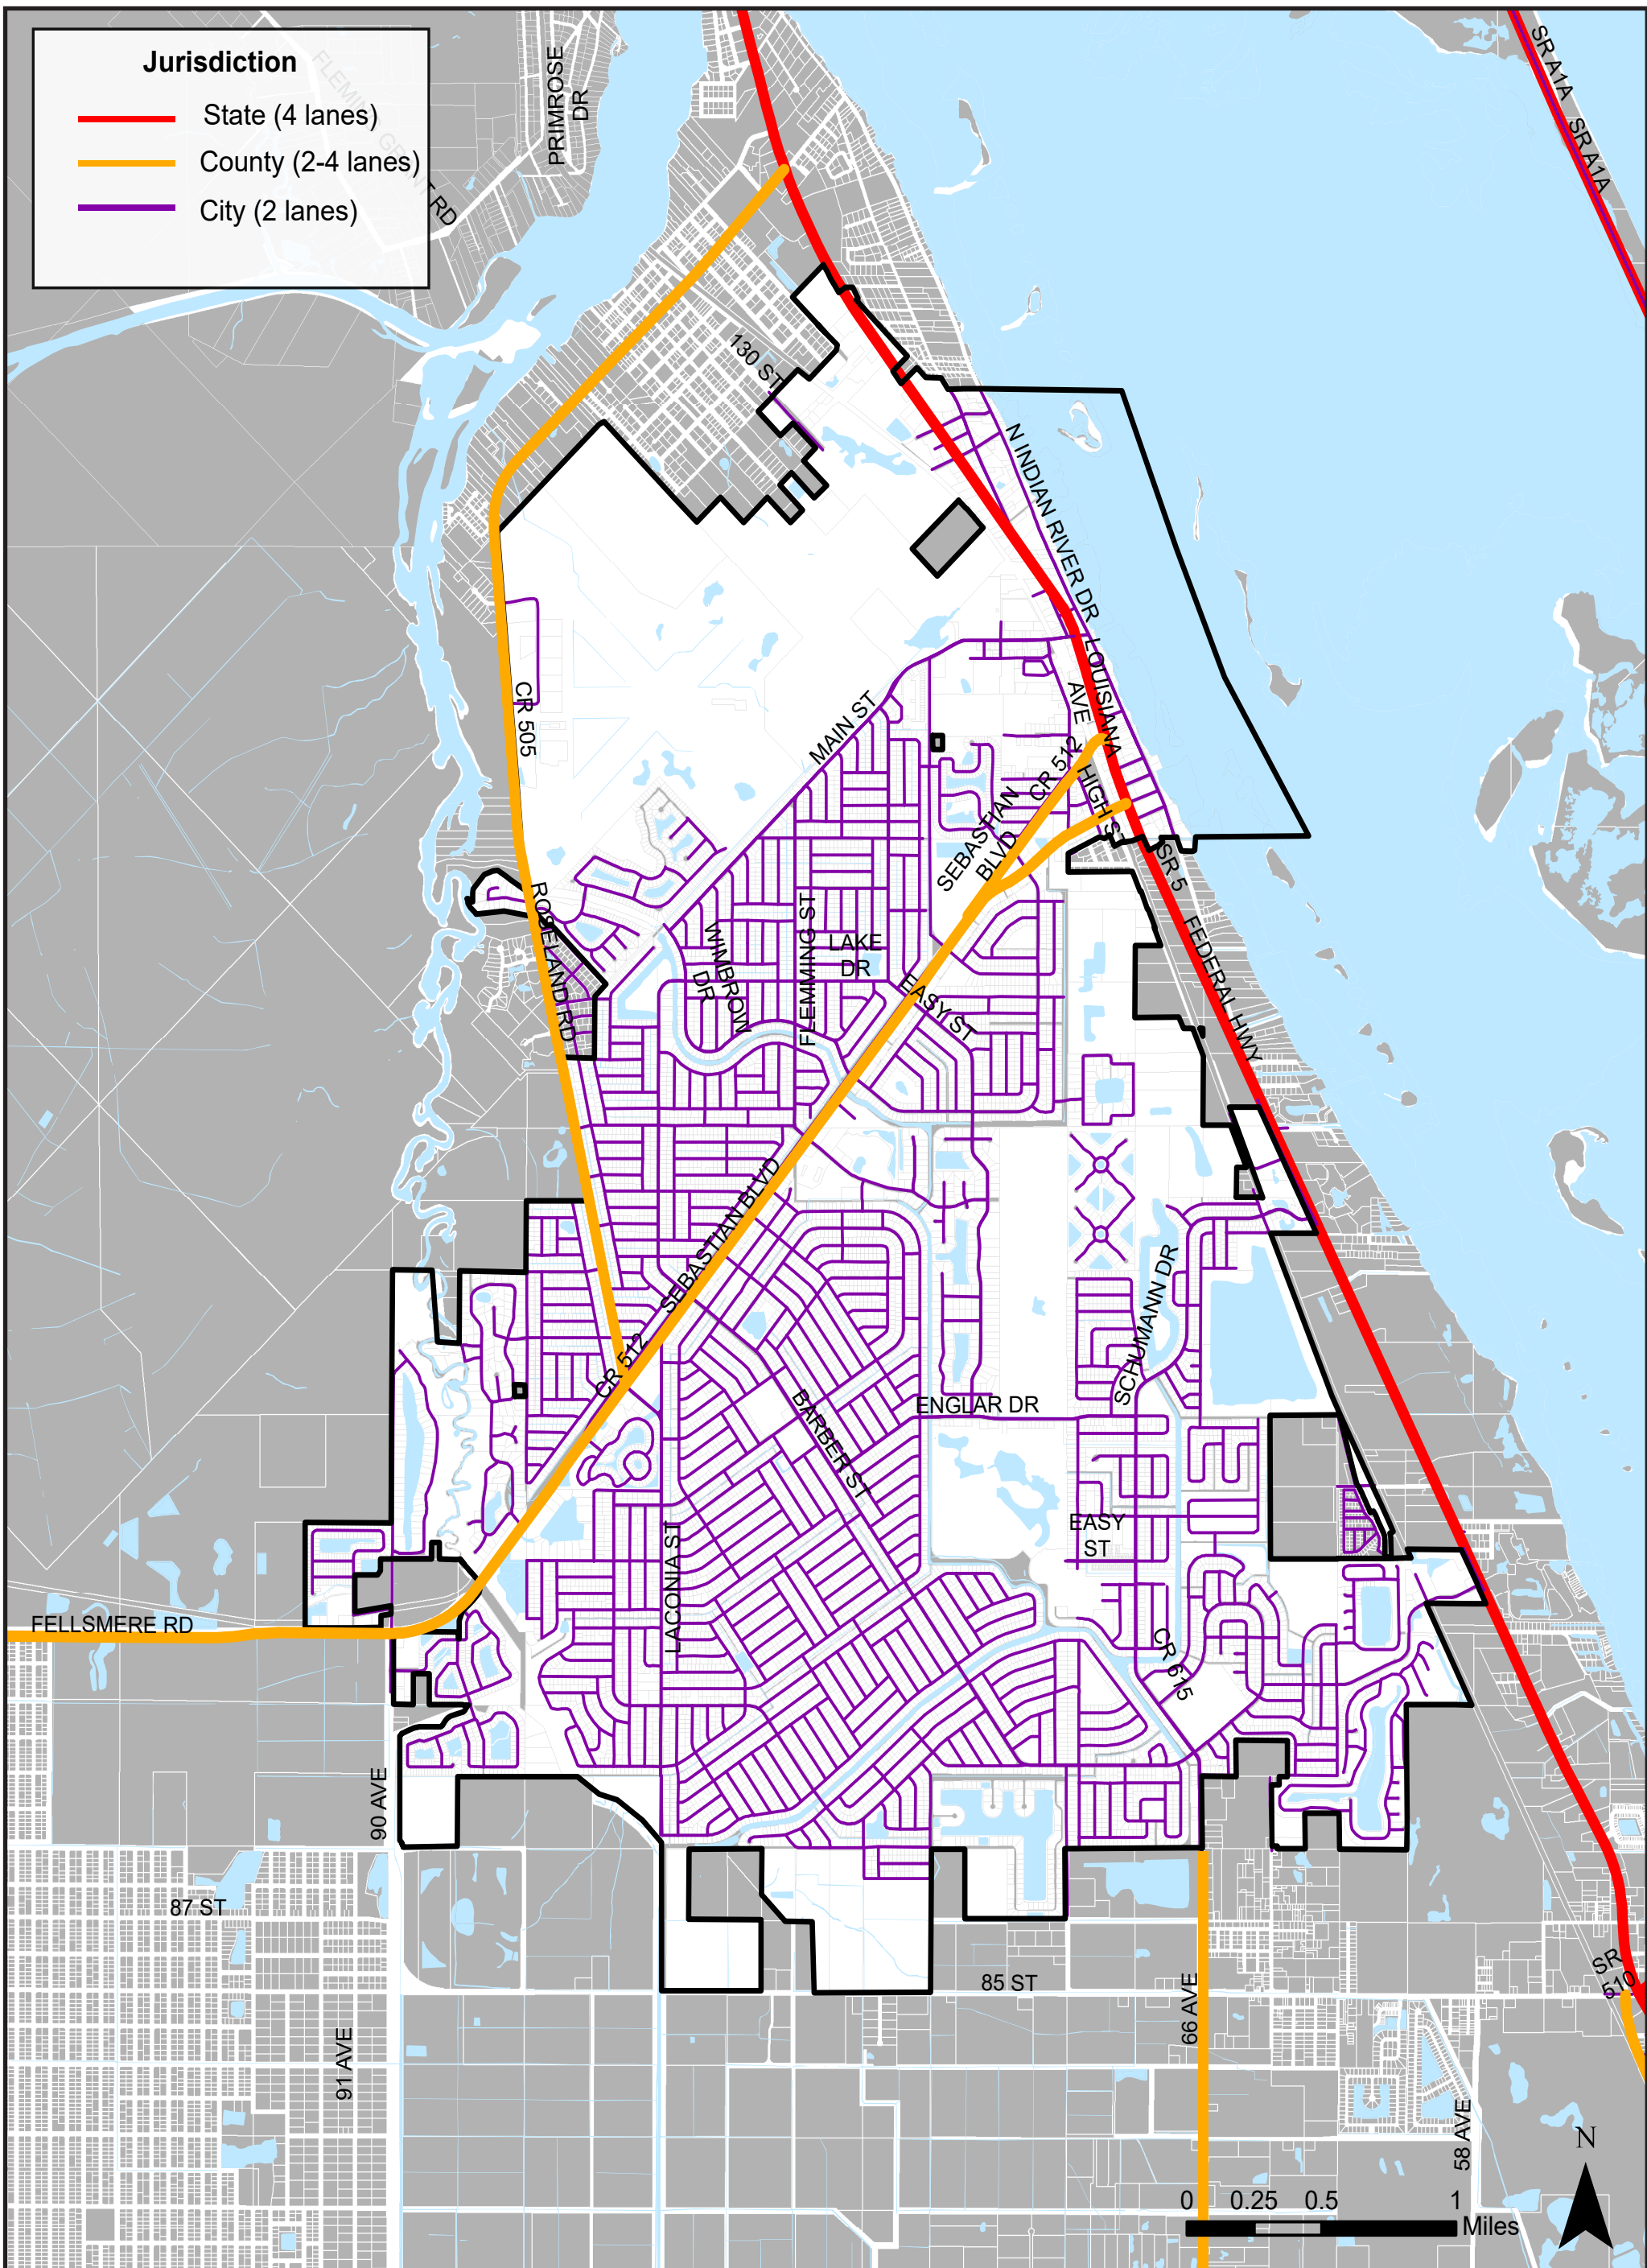 Jurisdiction
State (4 lanes)
County (2-4 lanes)
City (2 lanes)
PRIMROSE
DR
SR A1A
SR A1A
130 ST
N INDIAN RIVER DR
LOUISIANA
AVE
CR 505
MAIN ST
CR 512
HIGH ST
SEBASTIAN
BLVD
SR 5
FEDERAL HWY
ROSELAND RD
WIMBROW
DR
FLEMMING ST
LAKE
DR
EASY ST
SEBASTIAN BLVD
CR 512
SCHUMANN DR
BARBER ST
ENGLAR DR
LACONIA ST
EASY
ST
CR 615
FELLSMERE RD
90 AVE
87 ST
91 AVE
85 ST
66 AVE
SR
510
58 AVE
N
0 0.25 0.5 1
Miles